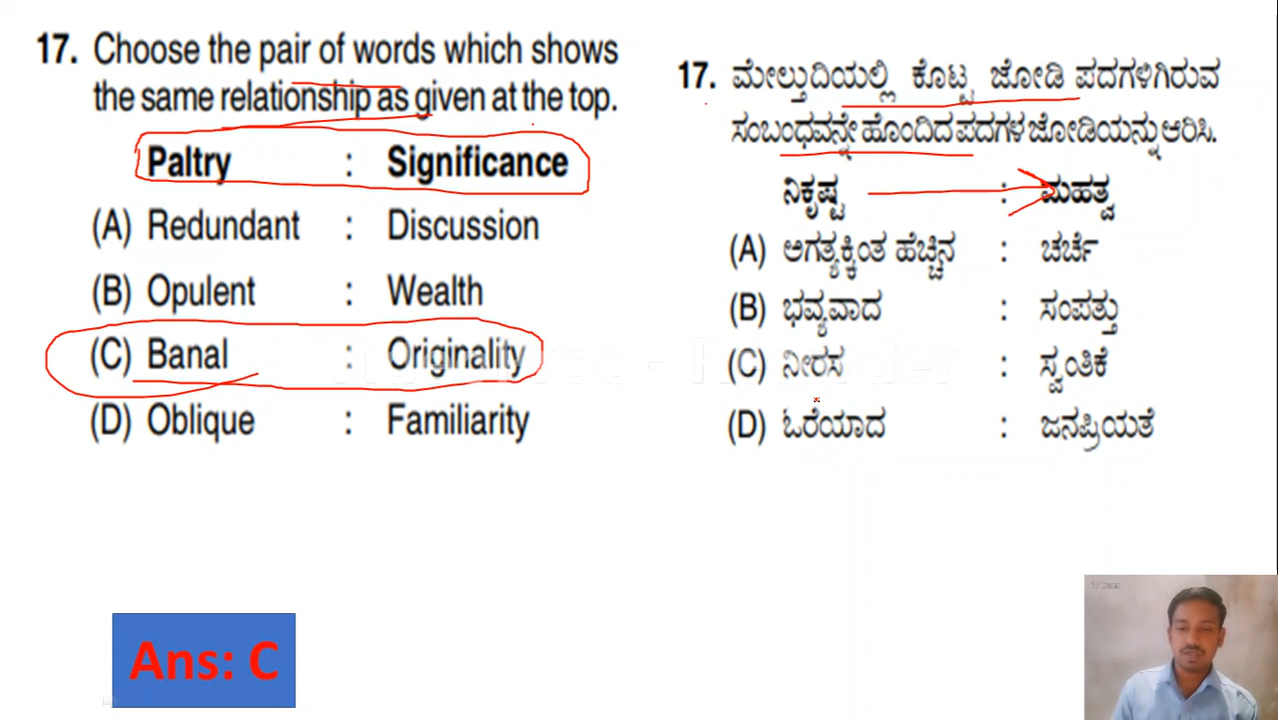 17. Choose the pair of words which shows
the same relationship as given at the top.
Paltry : Significance
(A) Redundant : Discussion
(B) Opulent : Wealth
(C) Banal : Originality
(D) Oblique : Familiarity
17. ಮೇಲ್ತುದಿಯಲ್ಲಿ ಕೊಟ್ಟ ಜೋಡಿ ಪದಗಳಿಗಿರುವ
ಸಂಬಂಧವನ್ನೇ ಹೊಂದಿದ ಪದಗಳ ಜೋಡಿಯನ್ನು ಆರಿಸಿ.
ನಿಕೃಷ್ಟ : ಮಹತ್ವ
(A) ಅಗತ್ಯಕ್ಕಿಂತ ಹೆಚ್ಚಿನ : ಚರ್ಚೆ
(B) ಭವ್ಯವಾದ : ಸಂಪತ್ತು
(C) ನೀರಸ : ಸ್ವಂತಿಕೆ
(D) ಓರೆಯಾದ : ಜನಪ್ರಿಯತೆ
Ans: C